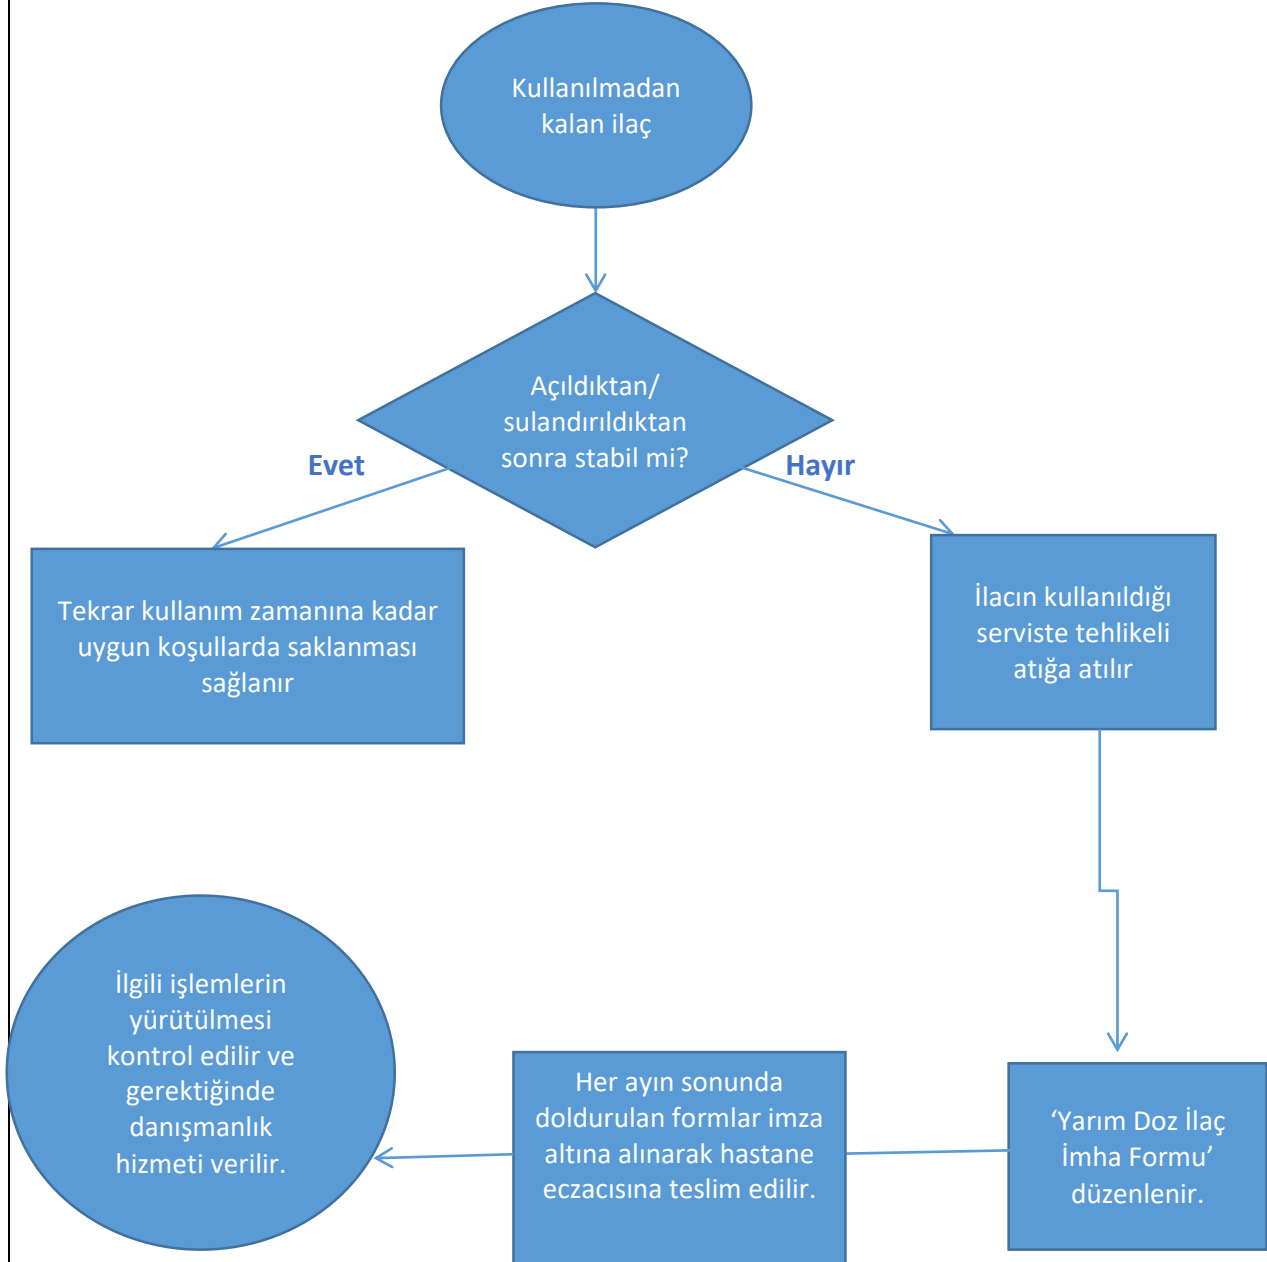 Kullanılmadan
kalan ilaç
Açıldıktan/
sulandırıldıktan
sonra stabil mi?
Evet
Hayır
Tekrar kullanım zamanına kadar
uygun koşullarda saklanması
sağlanır
İlacın kullanıldığı
serviste tehlikeli
atığa atılır
‘Yarım Doz İlaç
İmha Formu’
düzenlenir.
Her ayın sonunda
doldurulan formlar imza
altına alınarak hastane
eczacısına teslim edilir.
İlgili işlemlerin
yürütülmesi
kontrol edilir ve
gerektiğinde
danışmanlık
hizmeti verilir.